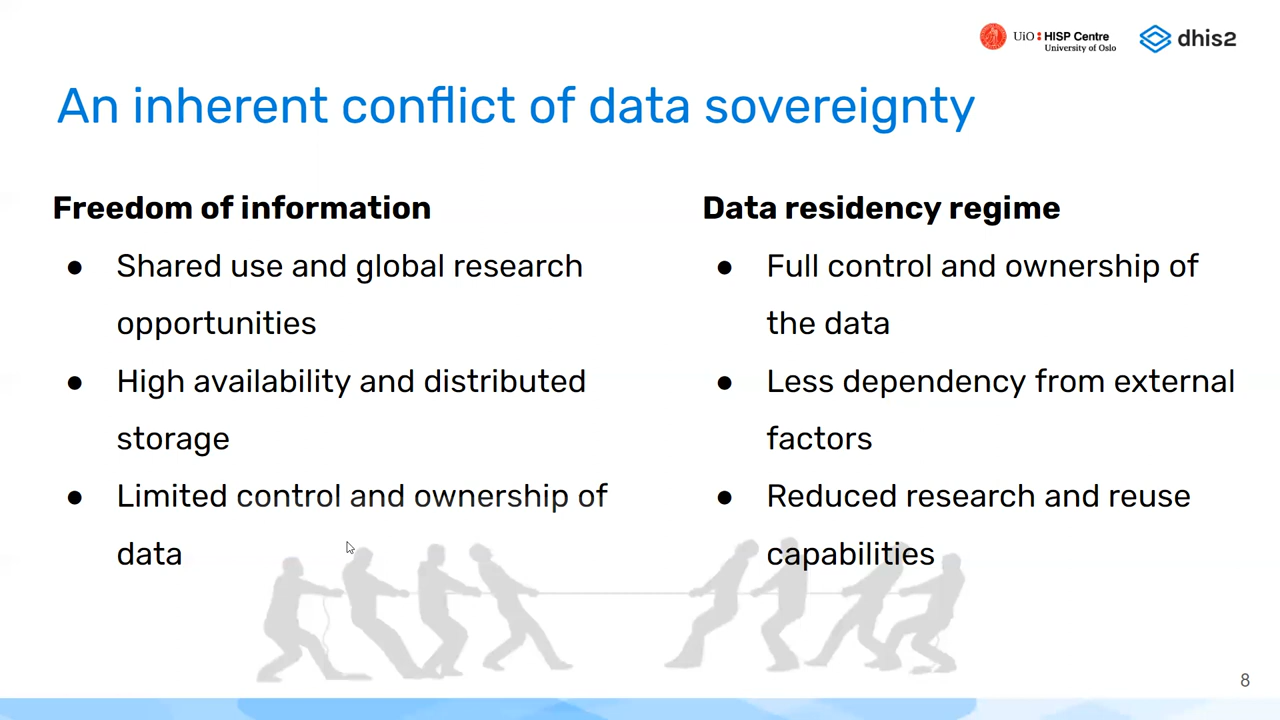 UiO HISP Centre
University of Oslo
dhis2
An inherent conflict of data sovereignty
Freedom of information
● Shared use and global research
opportunities
● High availability and distributed
storage
● Limited control and ownership of
data
Data residency regime
● Full control and ownership of
the data
● Less dependency from external
factors
● Reduced research and reuse
capabilities
8